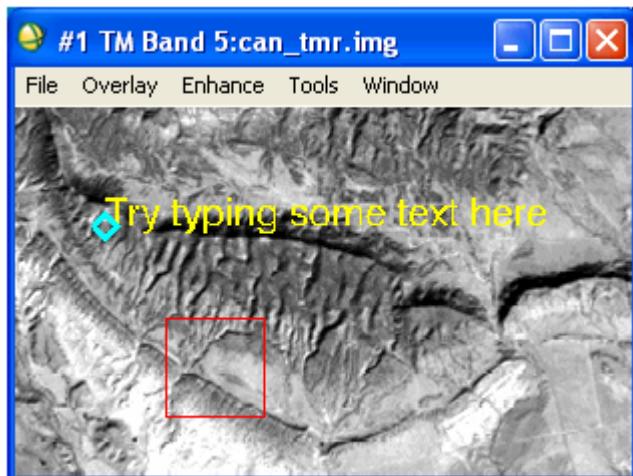 #1 TM Band 5:can_tmr.img
File Overlay Enhance Tools Window
Try typing some text here